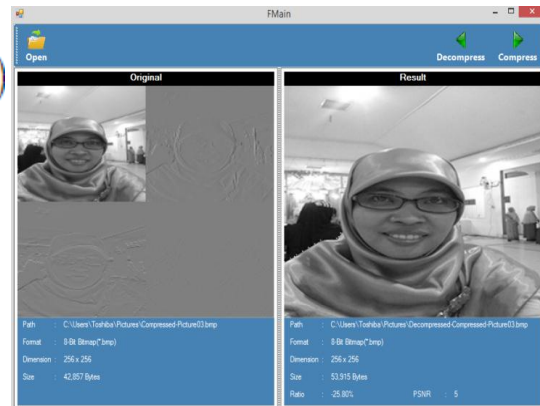 FMain
Open
Decompress Compress
Original
Result
Path : C:\Users\Toshiba\Pictures\Compressed-Picture03.bmp
Format : 8-Bit Bitmap(*.bmp)
Dimension : 256 x 256
Size : 42,857 Bytes
Path : C:\Users\Toshiba\Pictures\Decompressed-Compressed-Picture03.bmp
Format : 8-Bit Bitmap(*.bmp)
Dimension : 256 x 256
Size : 53,915 Bytes
Ratio : -25.80% PSNR : 5